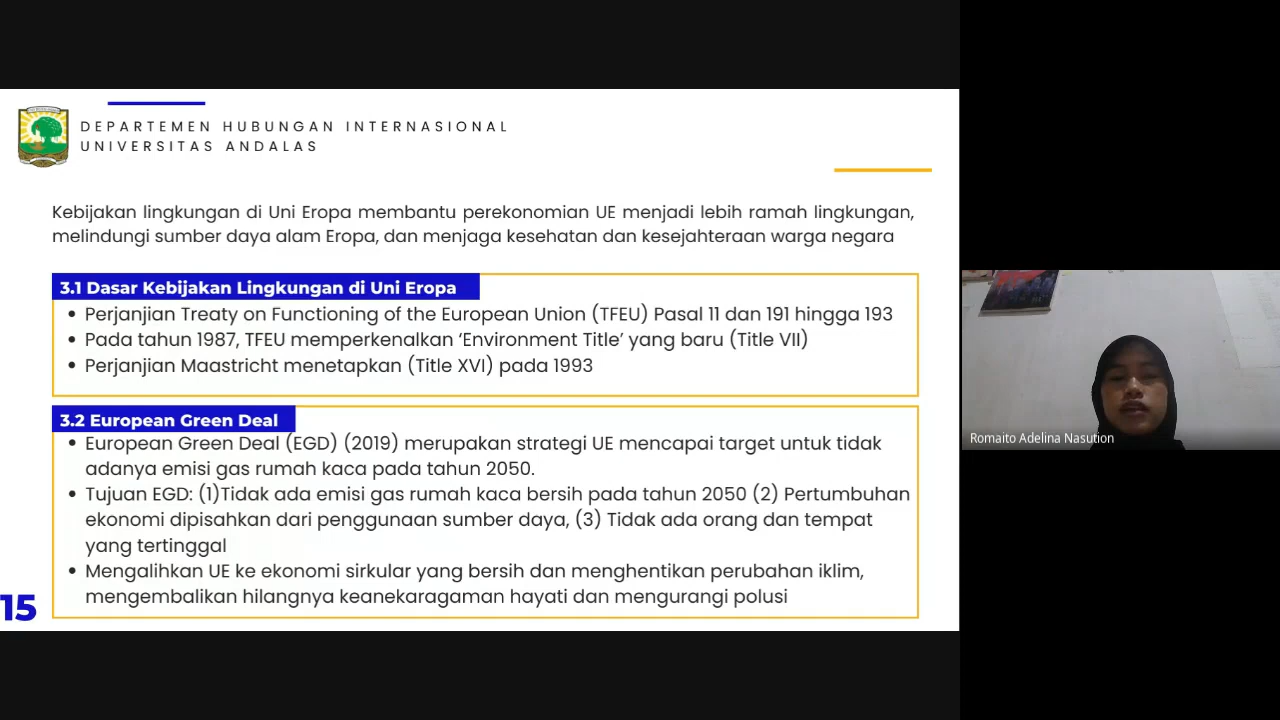 DEPARTEMEN HUBUNGAN INTERNASIONAL
UNIVERSITAS ANDALAS
Kebijakan lingkungan di Uni Eropa membantu perekonomian UE menjadi lebih ramah lingkungan,
melindungi sumber daya alam Eropa, dan menjaga kesehatan dan kesejahteraan warga negara
3.1 Dasar Kebijakan Lingkungan di Uni Eropa
• Perjanjian Treaty on Functioning of the European Union (TFEU) Pasal 11 dan 191 hingga 193
• Pada tahun 1987, TFEU memperkenalkan ‘Environment Title’ yang baru (Title VII)
• Perjanjian Maastricht menetapkan (Title XVI) pada 1993
3.2 European Green Deal
• European Green Deal (EGD) (2019) merupakan strategi UE mencapai target untuk tidak
adanya emisi gas rumah kaca pada tahun 2050.
• Tujuan EGD: (1)Tidak ada emisi gas rumah kaca bersih pada tahun 2050 (2) Pertumbuhan
ekonomi dipisahkan dari penggunaan sumber daya, (3) Tidak ada orang dan tempat
yang tertinggal
• Mengalihkan UE ke ekonomi sirkular yang bersih dan menghentikan perubahan iklim,
mengembalikan hilangnya keanekaragaman hayati dan mengurangi polusi
15
Romaito Adelina Nasution